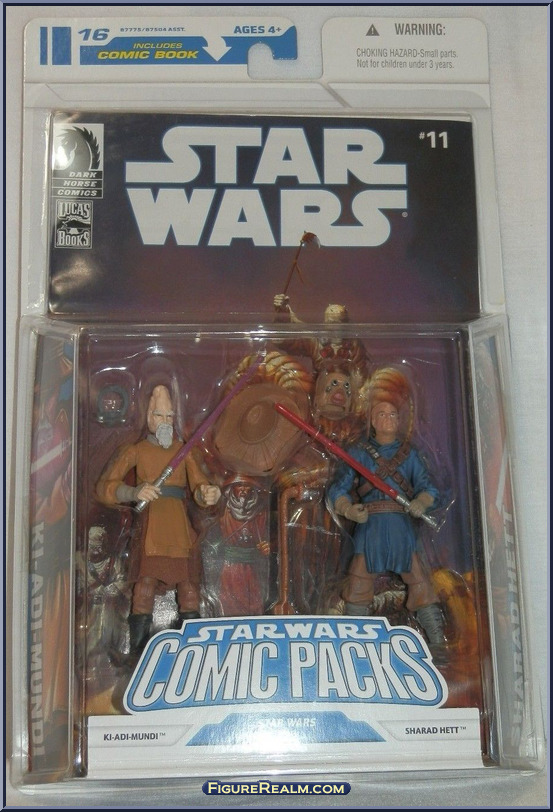 16
87775/87504 ASST.
INCLUDES
COMIC BOOK
AGES 4+
WARNING:
CHOKING HAZARD-Small parts.
Not for children under 3 years.
DARK
HORSE
COMICS
LUCAS
BOOKS
STAR
WARS®
#11
KI-ADI-MUNDI
SHARAD HETT
STAR WARS
COMIC PACKS
STAR WARS
KI-ADI-MUNDI™
SHARAD HETT™
FIGUREREALM.COM